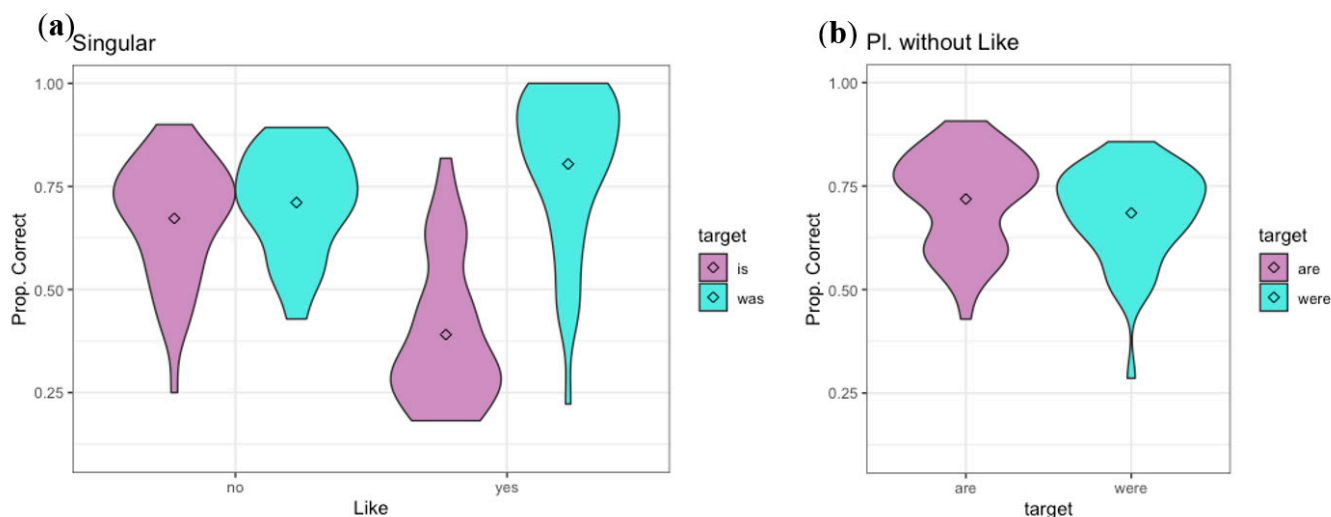 (a) Singular
1.00
0.75
0.50
0.25
Prop. Correct
no
yes
Like
target
is
was
(b) Pl. without Like
1.00
0.75
0.50
0.25
Prop. Correct
are
were
target
target
are
were